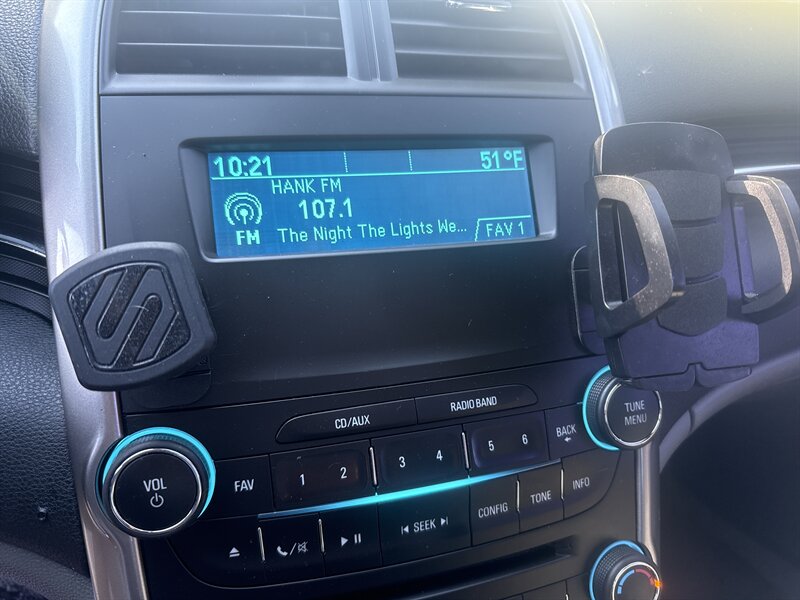 10:21 51°F
HANK FM
107.1
FM
The Night The Lights We... FAV 1
CD/AUX RADIO BAND
VOL FAV 1 2 3 4 5 6 BACK TUNE
MENU
SEEK CONFIG TONE INFO